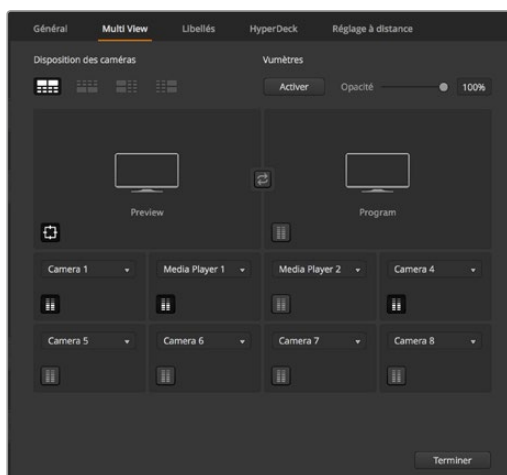 Général Multi View Libellés HyperDeck Réglage à distance
Disposition des caméras Vumètres
Activer Opacité 100%
Preview Program
Camera 1 Media Player 1 Media Player 2 Camera 4
Camera 5 Camera 6 Camera 7 Camera 8
Terminer